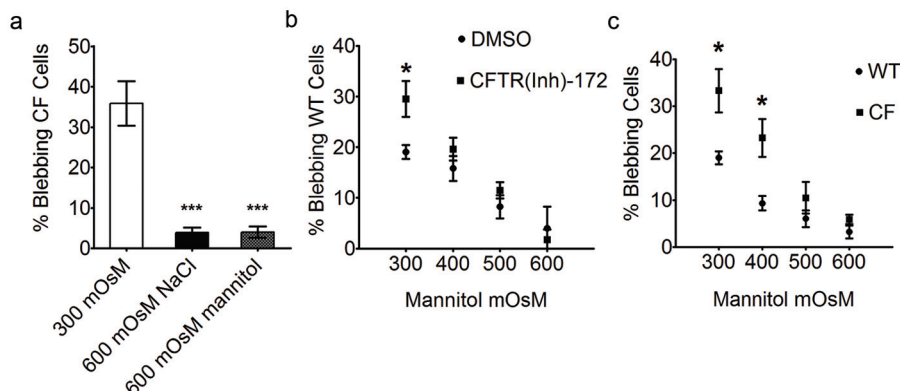 a
% Blebbing CF Cells
50
40
30
20
10
0
***
***
300 mOsM
600 mOsM NaCl
600 mOsM mannitol
b
% Blebbing WT Cells
40
30
20
10
0
DMSO
CFTR(Inh)-172
*
300 400 500 600
Mannitol mOsM
c
% Blebbing Cells
40
30
20
10
0
WT
CF
*
*
300 400 500 600
Mannitol mOsM